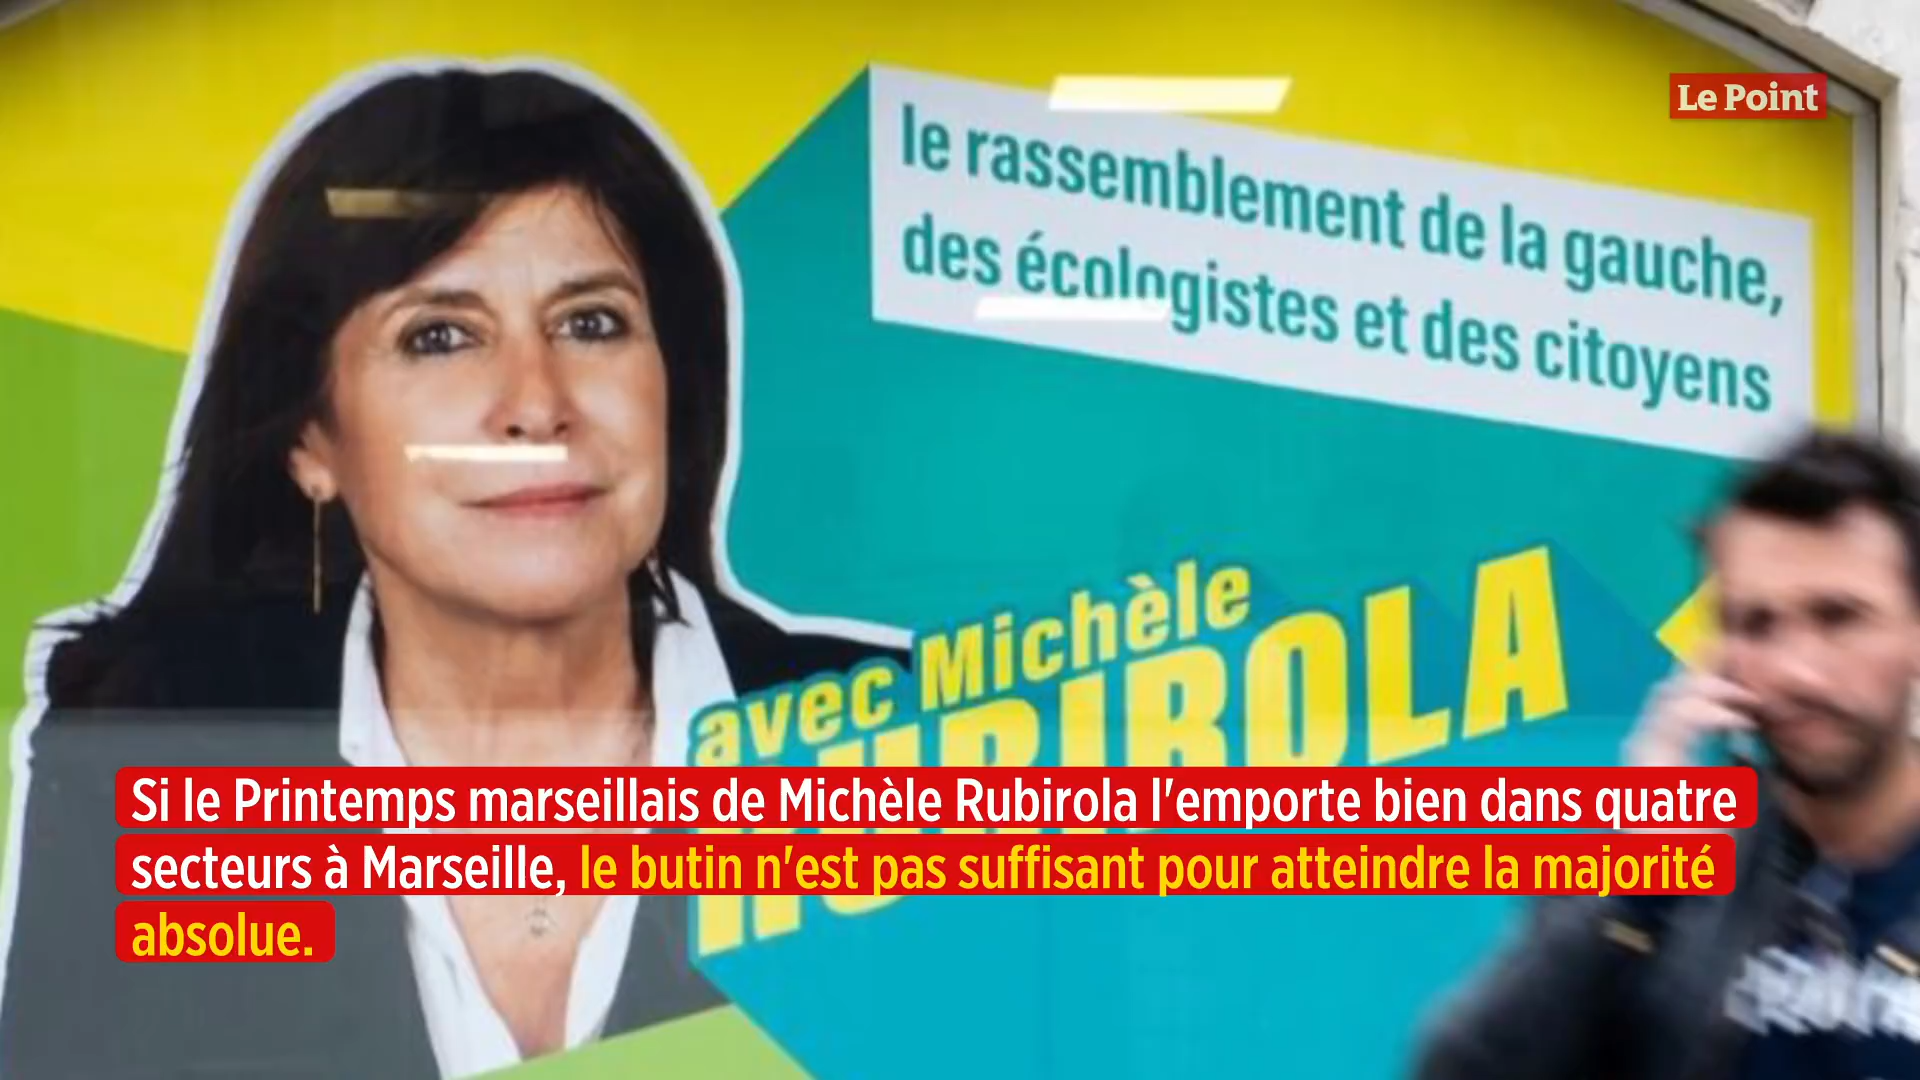 Le Point
le rassemblement de la gauche,
des écologistes et des citoyens
avec Michèle
RUBIROLA
Si le Printemps marseillais de Michèle Rubirola l'emporte bien dans quatre
secteurs à Marseille, le butin n'est pas suffisant pour atteindre la majorité
absolue.